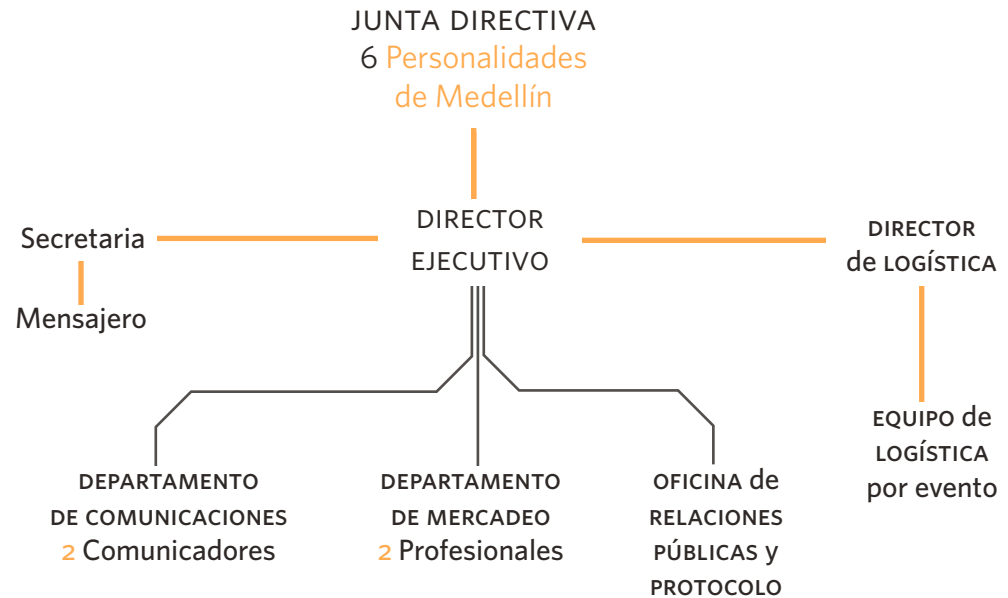 JUNTA DIRECTIVA
6 Personalidades
de Medellín
DIRECTOR
EJECUTIVO
Secretaria
Mensajero
DIRECTOR
de LOGÍSTICA
EQUIPO de
LOGÍSTICA
por evento
DEPARTAMENTO
DE COMUNICACIONES
2 Comunicadores
DEPARTAMENTO
DE MERCADEO
2 Profesionales
OFICINA de
RELACIONES
PÚBLICAS y
PROTOCOLO